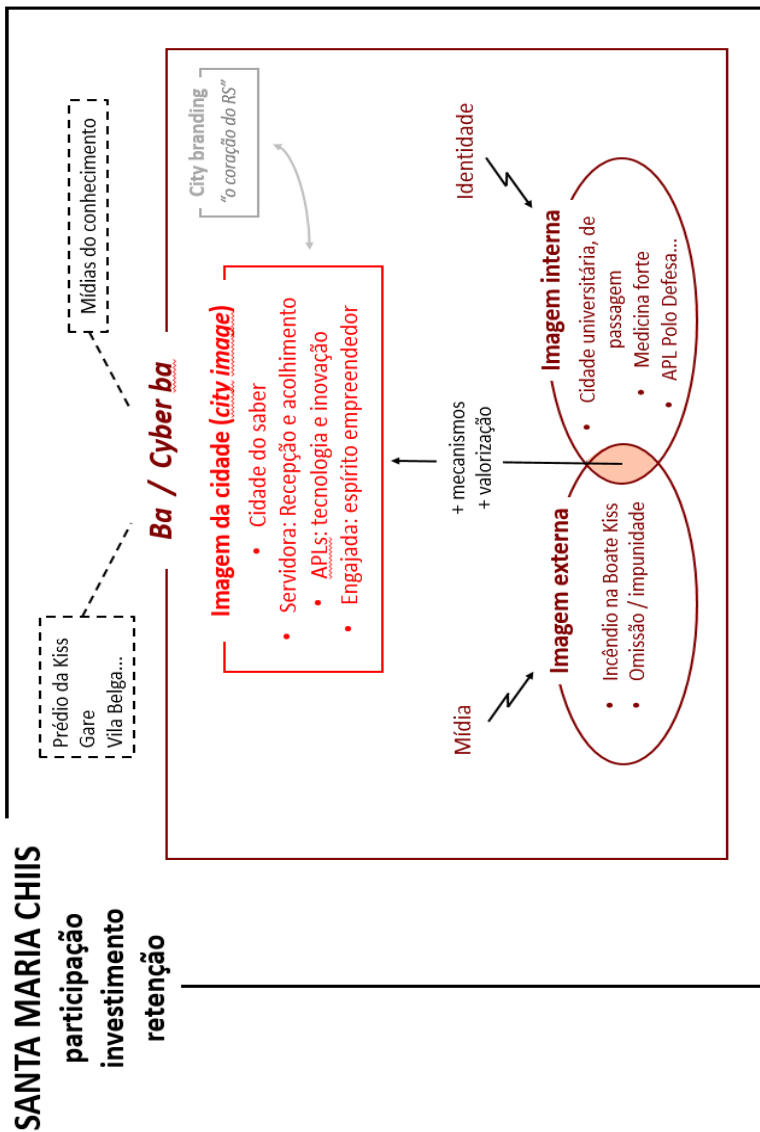 SANTA MARIA CHIIS
participação
investimento
retenção
Prédio da Kiss
Gare
Vila Belga...
Mídias do conhecimento
Ba / Cyber ba
Imagem da cidade (city image)
• Cidade do saber
• Servidora: Recepção e acolhimento
• APLs: tecnologia e inovação
• Engajada: espírito empreendedor
City branding
"o coração do RS"
+ mecanismos
+ valorização
Mídia
Identidade
Imagem externa
• Incêndio na Boate Kiss
• Omissão / impunidade
Imagem interna
• Cidade universitária, de
passagem
• Medicina forte
• APL Polo Defesa...